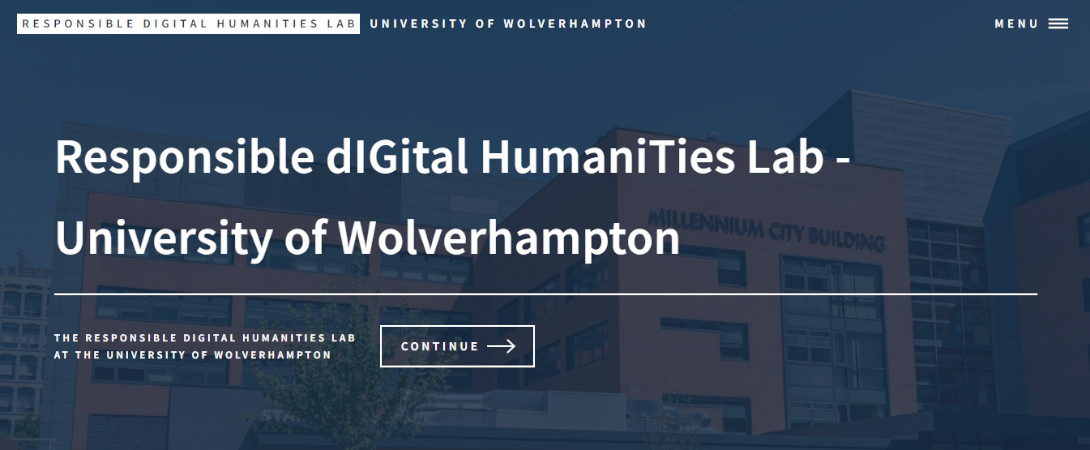 RESPONSIBLE DIGITAL HUMANITIES LAB UNIVERSITY OF WOLVERHAMPTON
MENU
Responsible dIGital HumaniTies Lab -
University of Wolverhampton
MILLENNIUM CITY BUILDING
THE RESPONSIBLE DIGITAL HUMANITIES LAB
AT THE UNIVERSITY OF WOLVERHAMPTON
CONTINUE